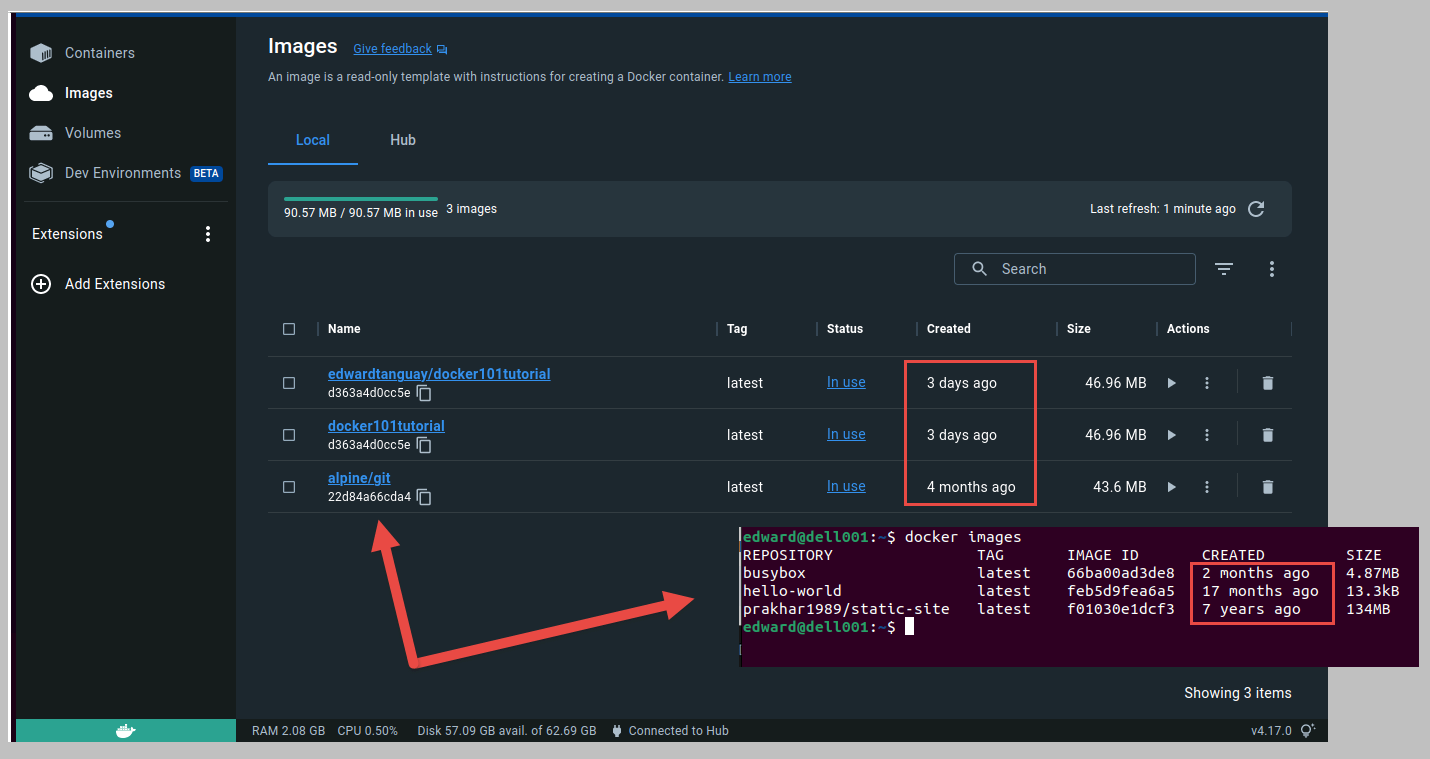 Containers
Images
Volumes
Dev Environments BETA
Extensions
Add Extensions
Images Give feedback
An image is a read-only template with instructions for creating a Docker container. Learn more
Local Hub
90.57 MB / 90.57 MB in use 3 images Last refresh: 1 minute ago
Search
Name Tag Status Created Size Actions
edwardtanguay/docker101tutorial
d363a4d0cc5e latest In use 3 days ago 46.96 MB
docker101tutorial
d363a4d0cc5e latest In use 3 days ago 46.96 MB
alpine/git
22d84a66cda4 latest In use 4 months ago 43.6 MB
edward@dell001:~$ docker images
REPOSITORY TAG IMAGE ID CREATED SIZE
busybox latest 66ba00ad3de8 2 months ago 4.87MB
hello-world latest feb5d9fea6a5 17 months ago 13.3kB
prakhar1989/static-site latest f01030e1dcf3 7 years ago 134MB
edward@dell001:~$
Showing 3 items
RAM 2.08 GB CPU 0.50% Disk 57.09 GB avail. of 62.69 GB Connected to Hub v4.17.0